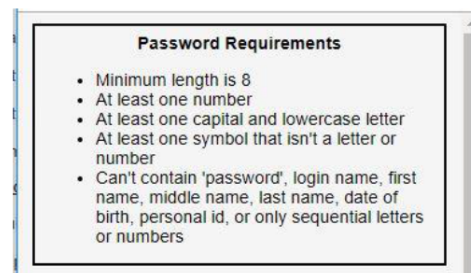 Password Requirements
• Minimum length is 8
• At least one number
• At least one capital and lowercase letter
• At least one symbol that isn't a letter or
number
• Can't contain 'password', login name, first
name, middle name, last name, date of
birth, personal id, or only sequential letters
or numbers